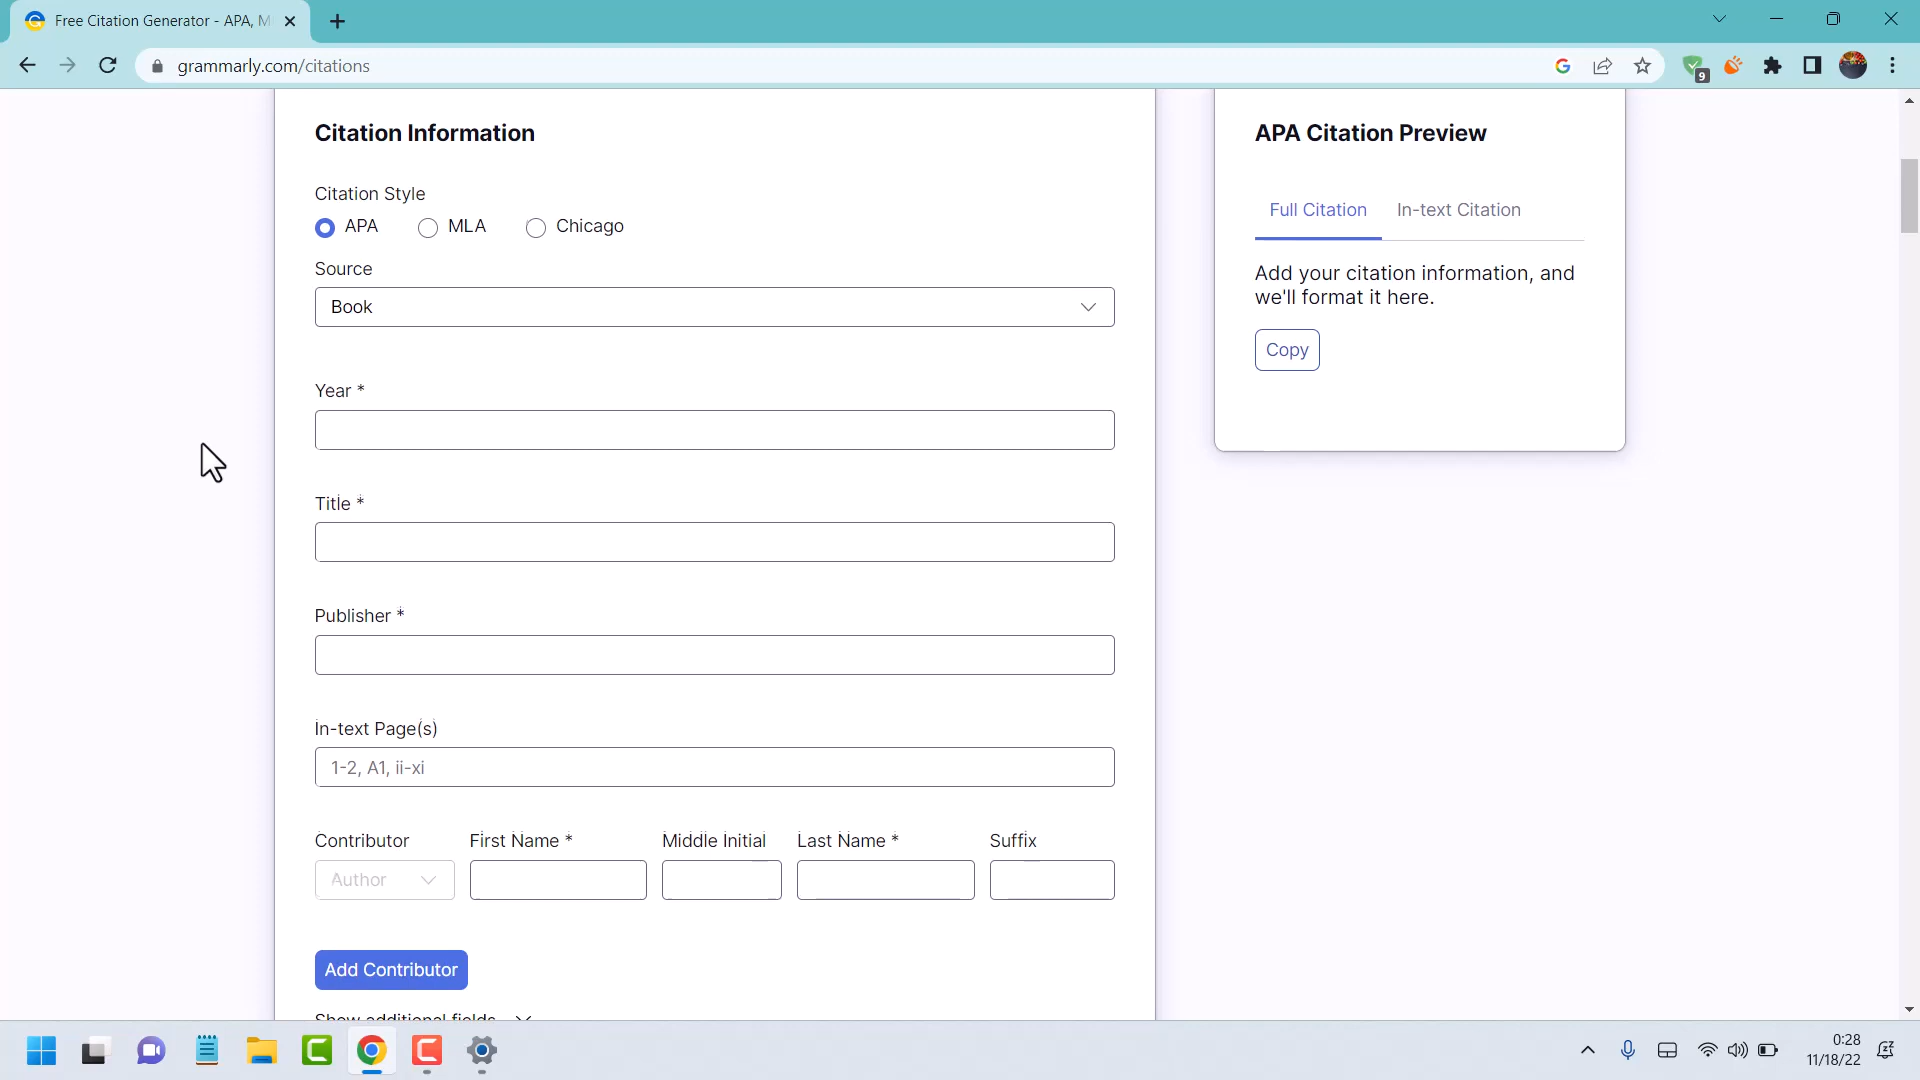 Free Citation Generator - APA, M
grammarly.com/citations
9
Citation Information
Citation Style
APA MLA Chicago
Source
Book
Year *
Title *
Publisher *
In-text Page(s)
1-2, A1, ii-xi
Contributor First Name * Middle Initial Last Name * Suffix
Author
Add Contributor
Show additional fields
APA Citation Preview
Full Citation In-text Citation
Add your citation information, and
we'll format it here.
Copy
0:28
11/18/22